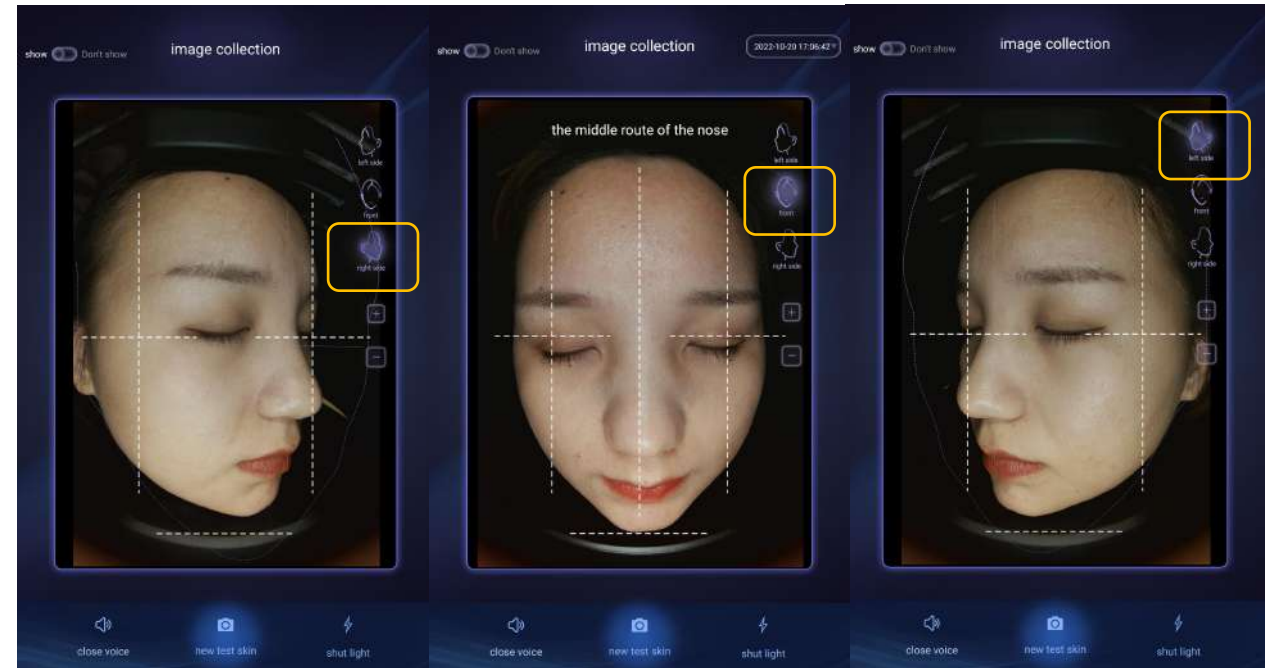 show
Don't show
image collection
left side
front
right side
close voice
new test skin
shut light
show
Dont show
image collection
2022-10-20 17:06:42
the middle route of the nose
left side
front
right side
close voice
new test skin
shut light
show
Don't show
image collection
left side
front
right side
close voice
new test skin
shut light